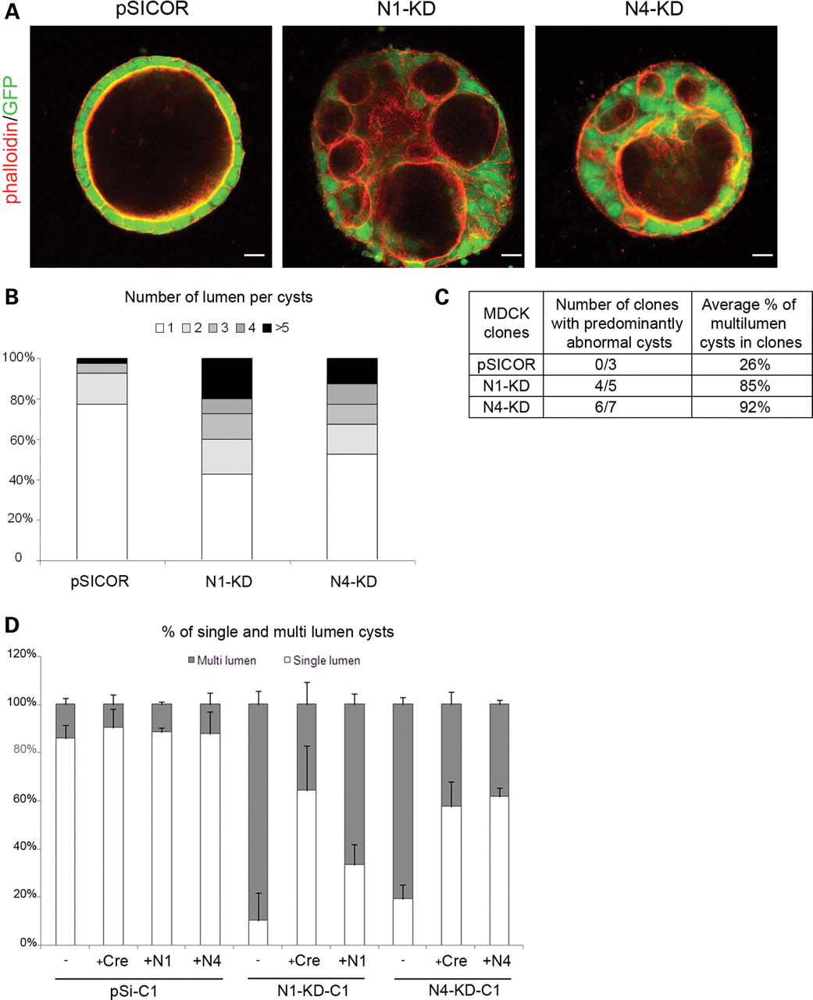 A
pSICOR
N1-KD
N4-KD
phalloidin/GFP
B
Number of lumen per cysts
1 2 3 4 >5
100%
80%
60%
40%
20%
0
pSICOR
N1-KD
N4-KD
C
MDCK clones
Number of clones with predominantly abnormal cysts
Average % of multilumen cysts in clones
pSICOR 0/3 26%
N1-KD 4/5 85%
N4-KD 6/7 92%
D
% of single and multi lumen cysts
Multi lumen Single lumen
120%
100%
80%
60%
40%
20%
0%
- +Cre +N1 +N4 - +Cre +N1 - +Cre +N4
pSi-C1 N1-KD-C1 N4-KD-C1